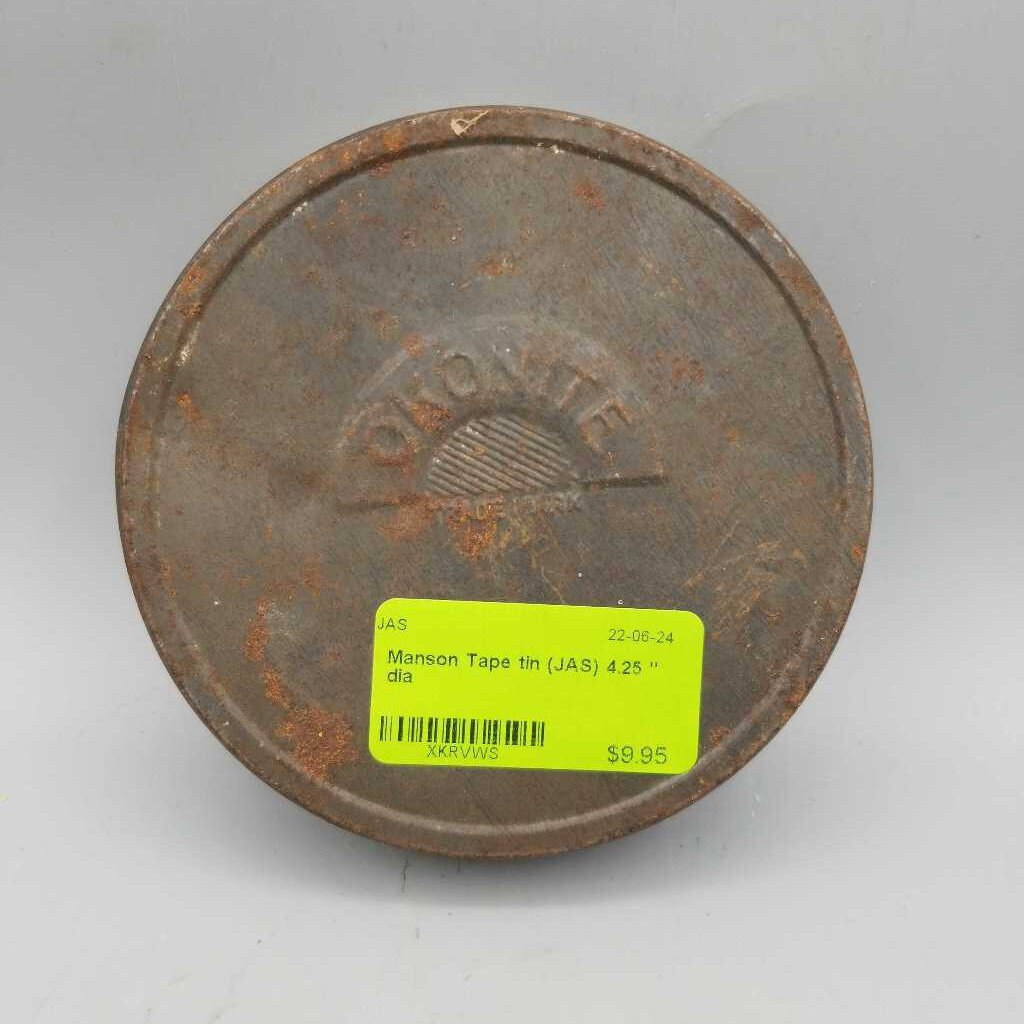 OKONITE
TRADE MARK
JAS
22-06-24
Manson Tape tin (JAS) 4.25 "
dia
XKRVWS
$9.95